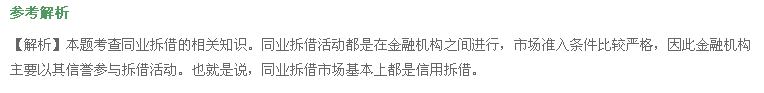 参考解析
【解析】本题考查同业拆借的相关知识。同业拆借活动都是在金融机构之间进行，市场准入条件比较严格，因此金融机构
主要以其信誉参与拆借活动。也就是说，同业拆借市场基本上都是信用拆借。